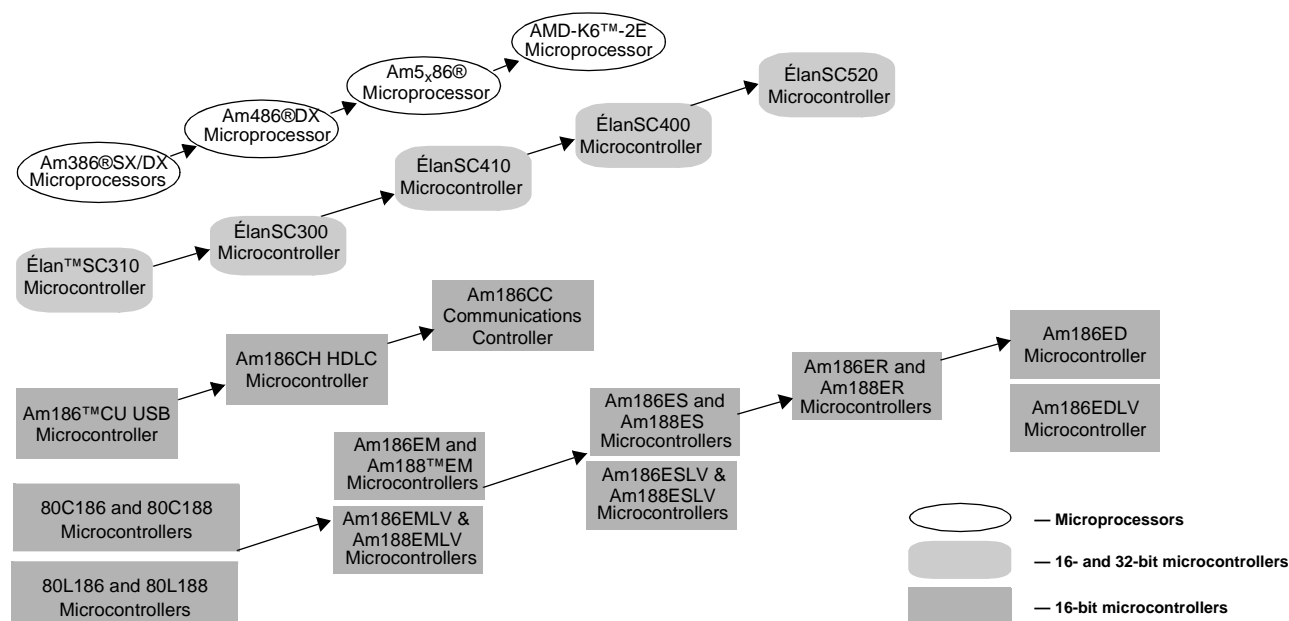 AMD-K6™-2E
Microprocessor
Am5x86®
Microprocessor
Am486®DX
Microprocessor
Am386®SX/DX
Microprocessors
ÉlanSC520
Microcontroller
ÉlanSC400
Microcontroller
ÉlanSC410
Microcontroller
ÉlanSC300
Microcontroller
Élan™SC310
Microcontroller
Am186CC
Communications
Controller
Am186CH HDLC
Microcontroller
Am186™CU USB
Microcontroller
Am186ED
Microcontroller
Am186EDLV
Microcontroller
Am186ER and
Am188ER
Microcontrollers
Am186ES and
Am188ES
Microcontrollers
Am186ESLV &
Am188ESLV
Microcontrollers
Am186EM and
Am188™EM
Microcontrollers
Am186EMLV &
Am188EMLV
Microcontrollers
80C186 and 80C188
Microcontrollers
80L186 and 80L188
Microcontrollers
— Microprocessors
— 16- and 32-bit microcontrollers
— 16-bit microcontrollers